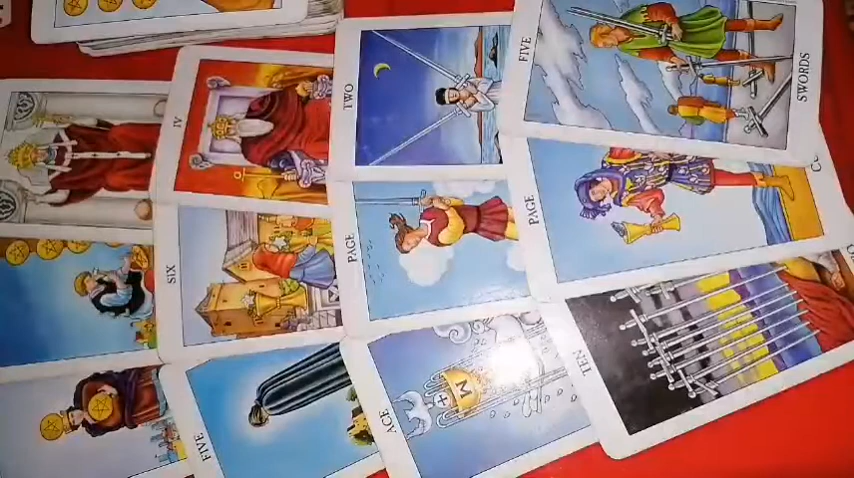 IV
TWO
FIVE
SWORDS
SIX
PAGE
PAGE
FIVE
ACE
TEN